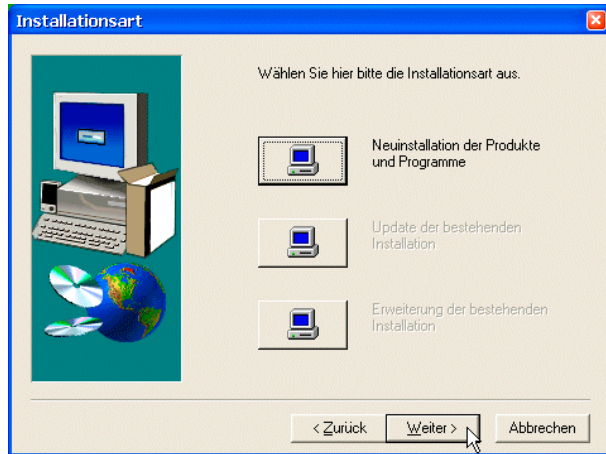 Installationsart
Wählen Sie hier bitte die Installationsart aus.
Neuinstallation der Produkte
und Programme
Update der bestehenden
Installation
Erweiterung der bestehenden
Installation
< Zurück
Weiter >
Abbrechen